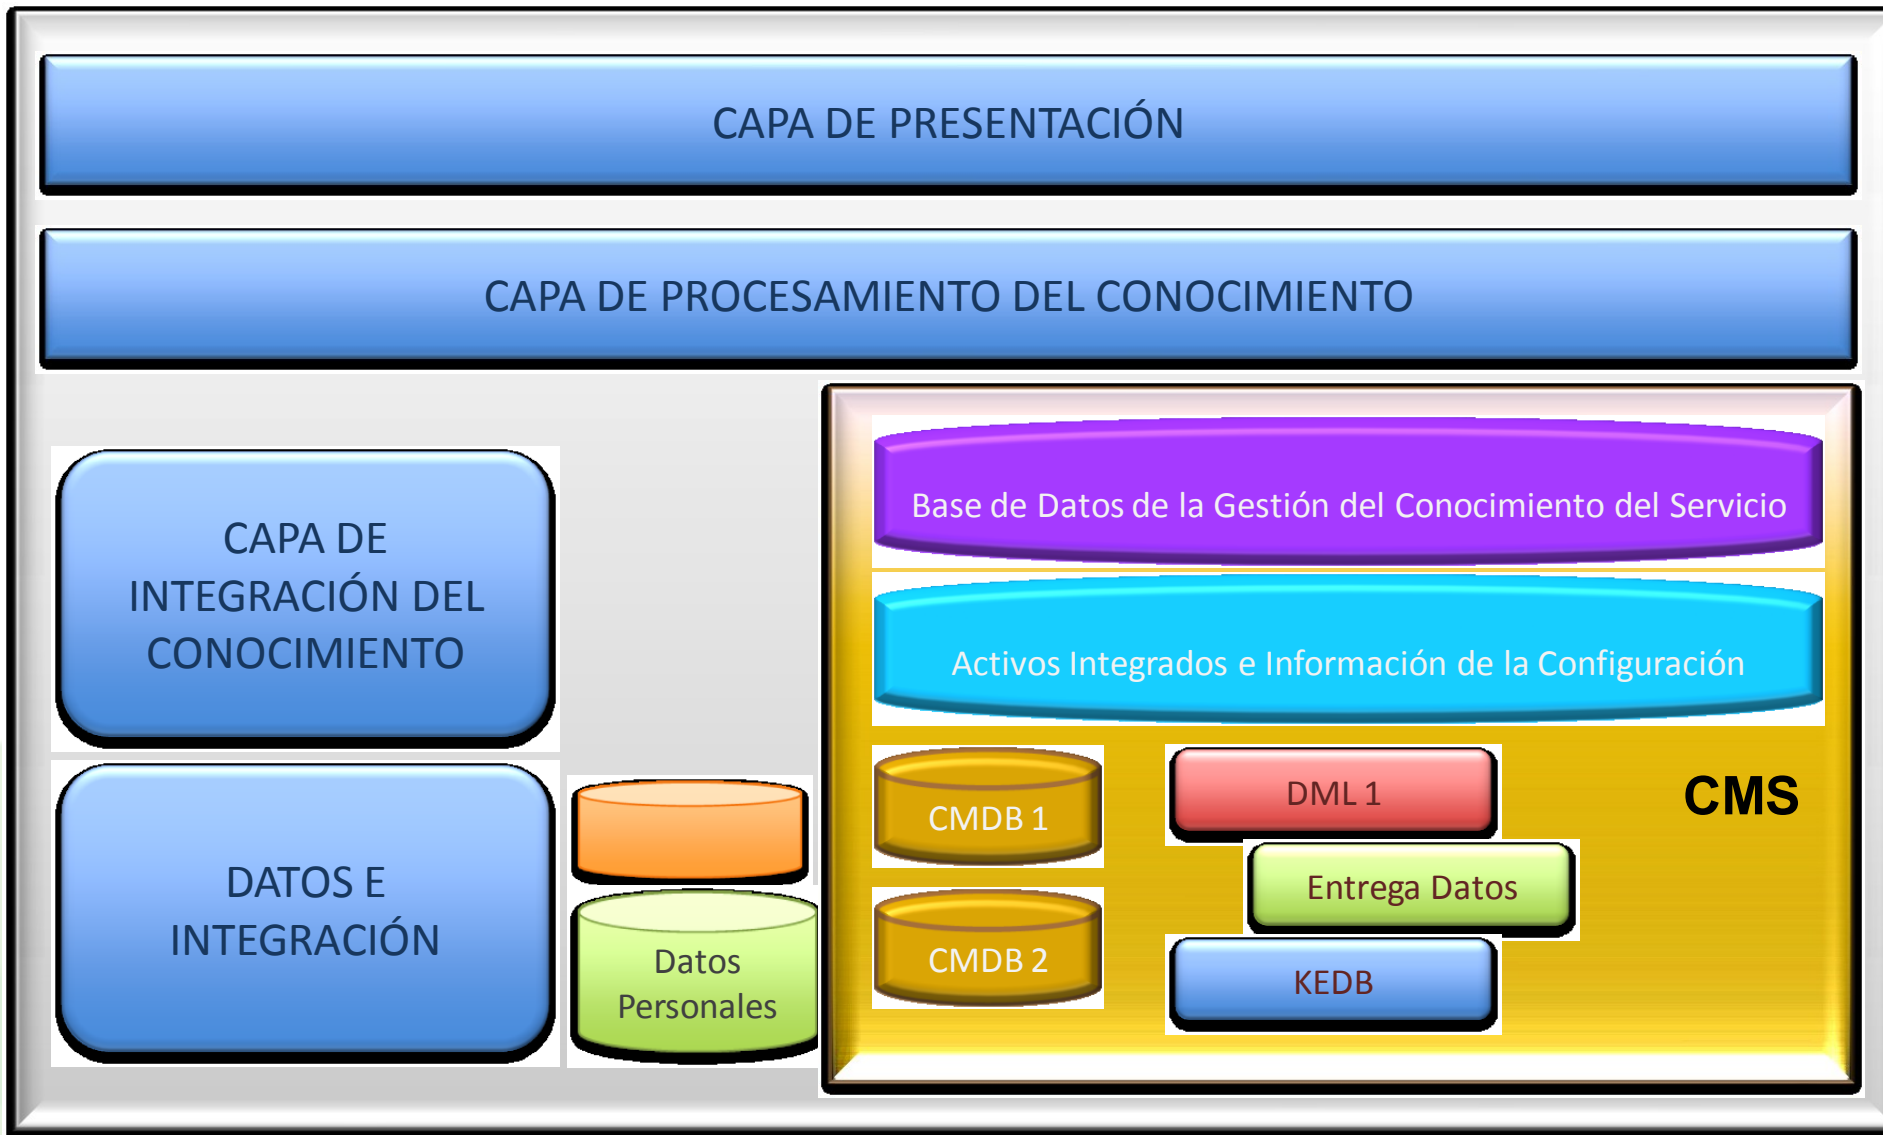 CAPA DE PRESENTACIÓN
CAPA DE PROCESAMIENTO DEL CONOCIMIENTO
CAPA DE
INTEGRACIÓN DEL
CONOCIMIENTO
DATOS E
INTEGRACIÓN
Datos
Personales
Base de Datos de la Gestión del Conocimiento del Servicio
Activos Integrados e Información de la Configuración
CMDB 1
CMDB 2
DML 1
Entrega Datos
KEDB
CMS